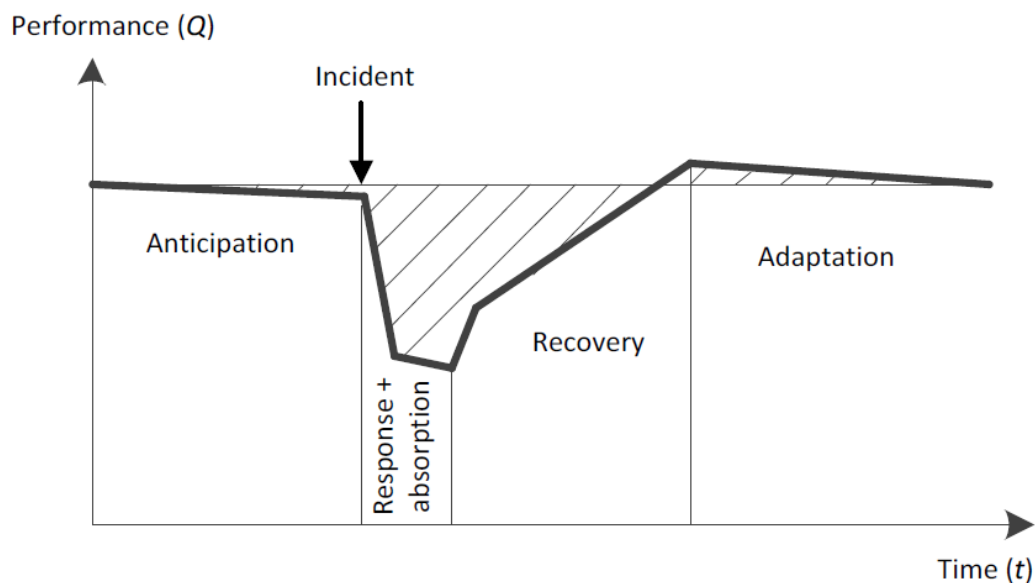 Performance (Q)
Incident
Anticipation
Adaptation
Recovery
Response +
absorption
Time (t)